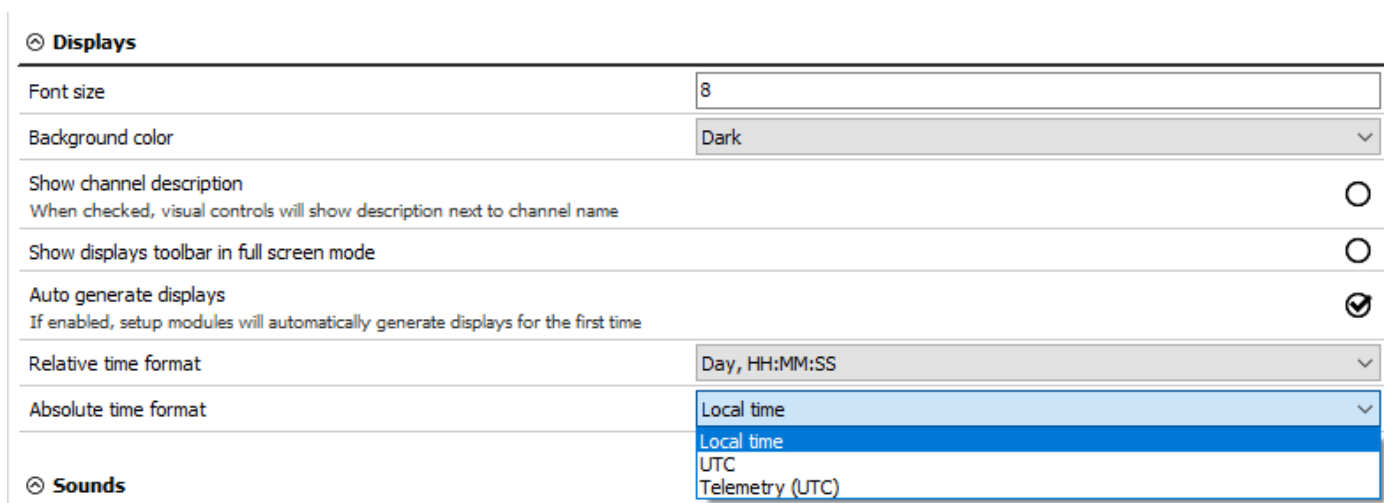 Displays
Font size 8
Background color Dark
Show channel description
When checked, visual controls will show description next to channel name
Show displays toolbar in full screen mode
Auto generate displays
If enabled, setup modules will automatically generate displays for the first time
Relative time format Day, HH:MM:SS
Absolute time format Local time
Local time
UTC
Telemetry (UTC)
Sounds